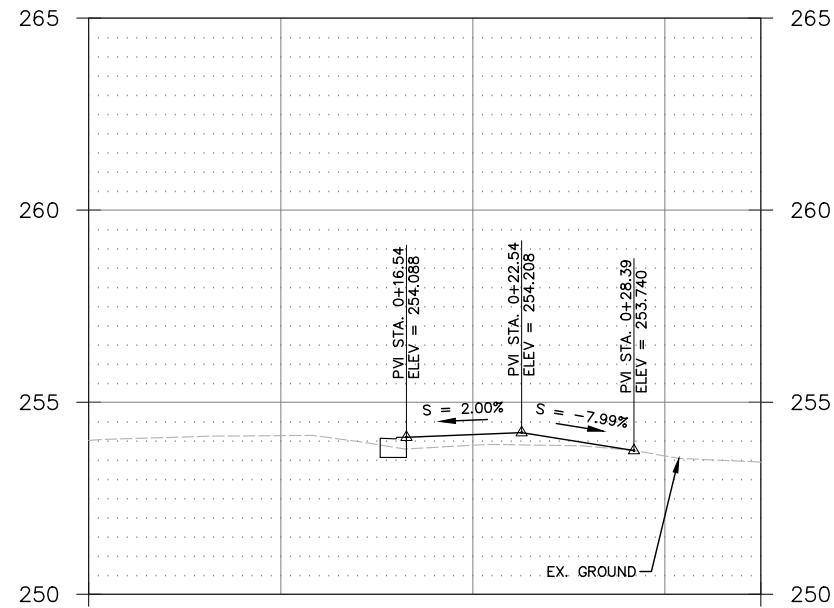 265
265
260
260
PVI STA. 0+16.54
ELEV = 254.088
PVI STA. 0+22.54
ELEV = 254.208
PVI STA. 0+28.39
ELEV = 253.740
255
255
S = 2.00%
S = -7.99%
EX. GROUND
250
250